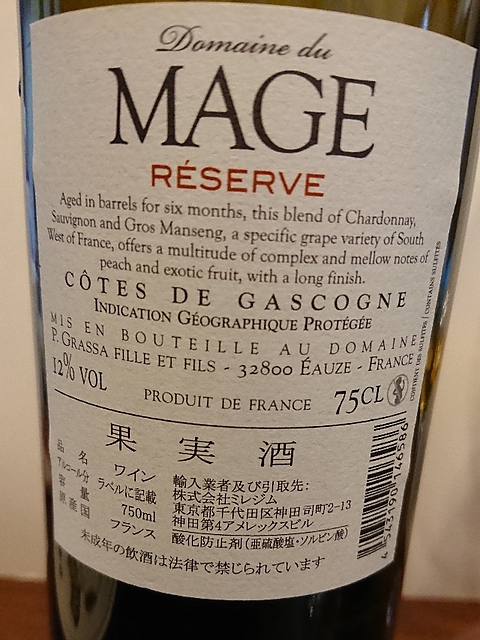 Domaine du
MAGE
RÉSERVE
Aged in barrels for six months, this blend of Chardonnay,
Sauvignon and Gros Manseng, a specific grape variety of South
West of France, offers a multitude of complex and mellow notes of
peach and exotic fruit, with a long finish.
CÔTES DE GASCOGNE
INDICATION GÉOGRAPHIQUE PROTÉGÉE
MIS EN BOUTEILLE AU DOMAINE
P. GRASSA FILLE ET FILS - 32800 ÉAUZE - FRANCE
12% VOL
PRODUIT DE FRANCE
75CL
CONTIENT DES SULFITES / CONTAINS SULFITES
果実酒
品名 ワイン
アルコール分 ラベルに記載
容量 750ml
原産国 フランス
輸入業者及び引取先:
株式会社ミレジム
東京都千代田区神田司町2-13
神田第4アメレックスビル
酸化防止剤(亜硫酸塩・ソルビン酸)
未成年の飲酒は法律で禁じられています